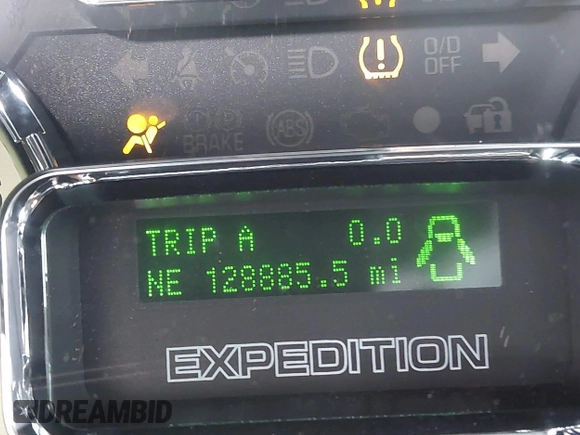 O/D
OFF
BRAKE
ABS
TRIP A 0.0
NE 128885.5 mi
EXPEDITION
DREAMBID